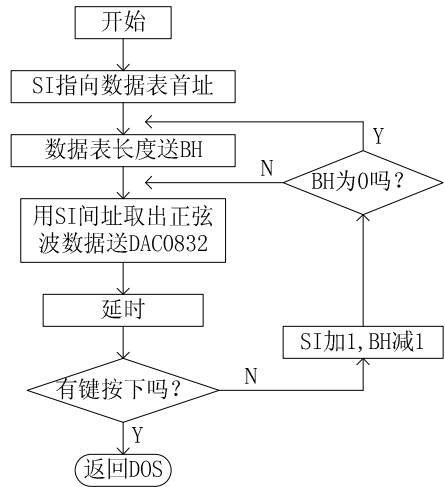 开始
SI指向数据表首址
数据表长度送BH
Y
N
BH为0吗?
用SI间址取出正弦
波数据送DAC0832
延时
SI加1,BH减1
有键按下吗?
N
Y
返回DOS